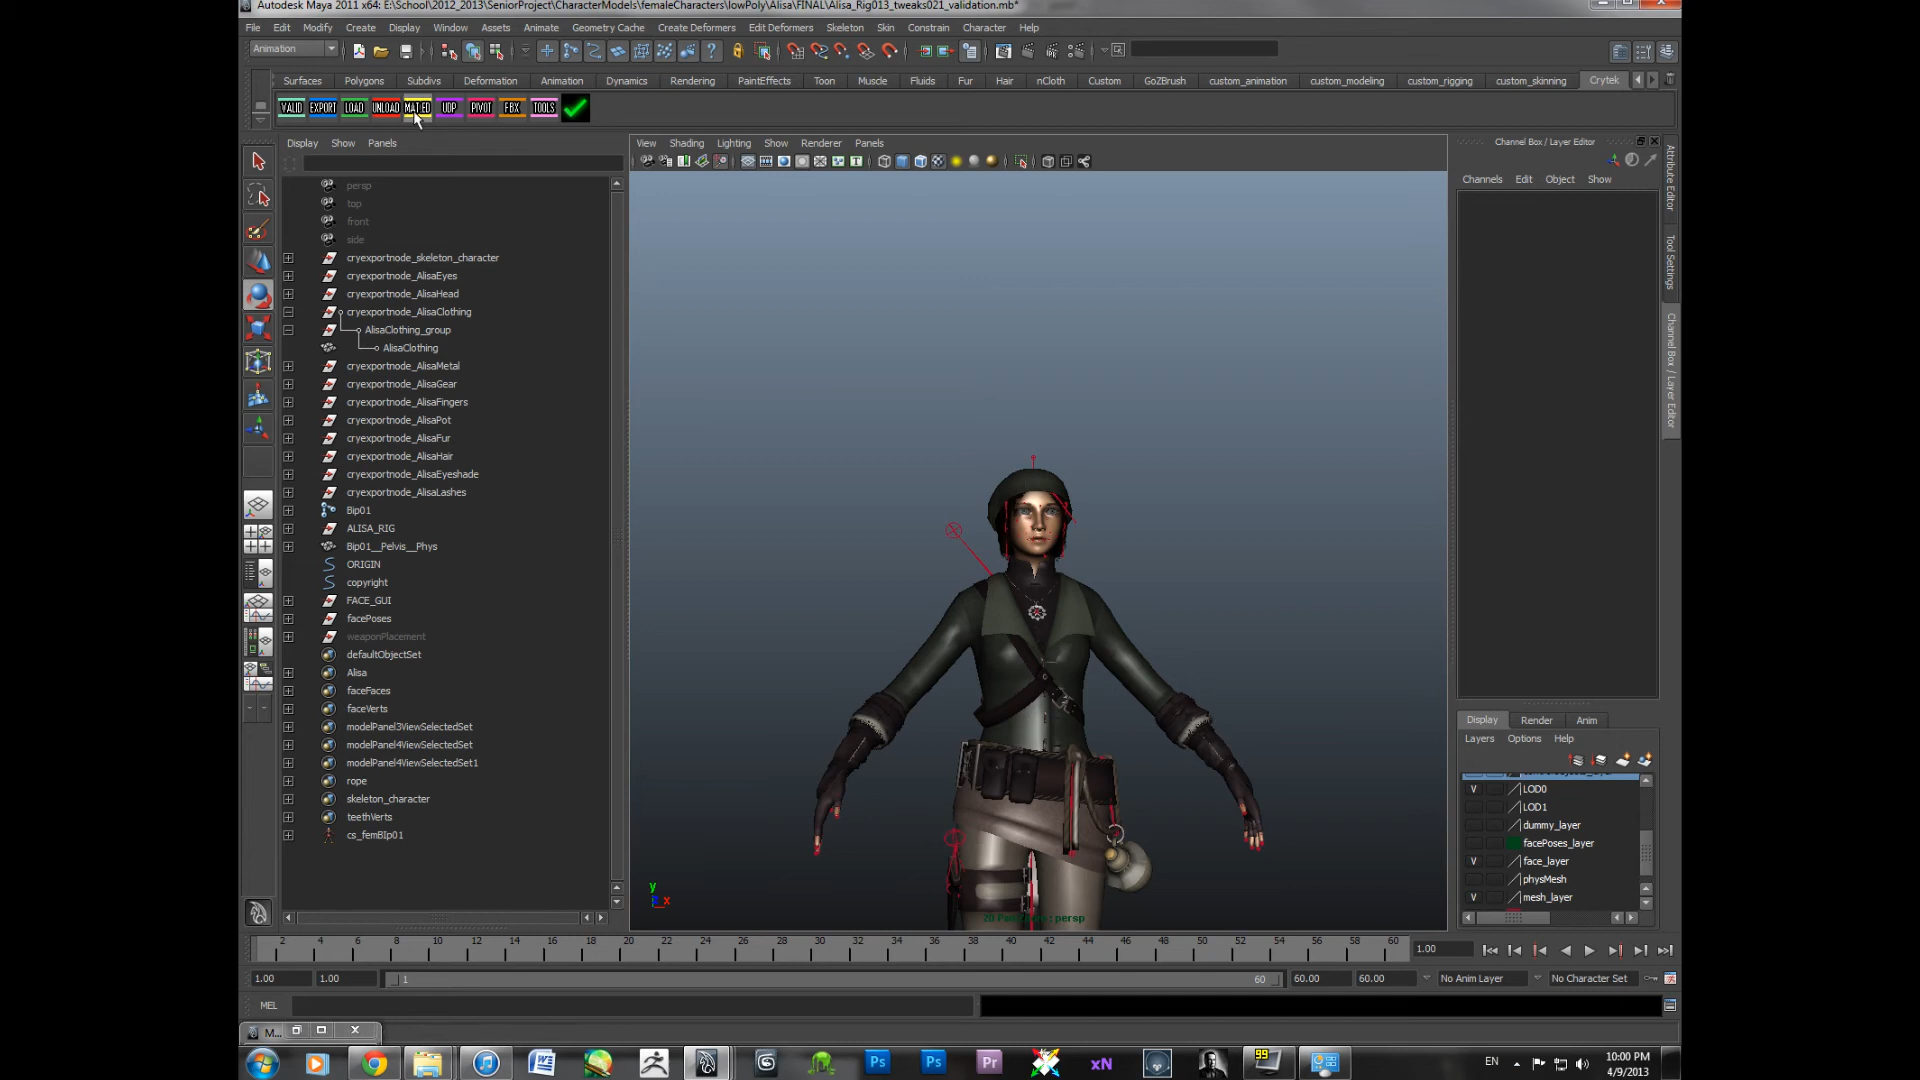 Autodesk Maya 2011 x64: E:\School\2012_2013\SeniorProject\CharacterModels\femaleCharacters\lowPoly\Alisa\FINAL\Alisa_Rig013_tweaks021_validation.mb*
File Edit Modify Create Display Window Assets Animate Geometry Cache Create Deformers Edit Deformers Skeleton Skin Constrain Character Help
Animation
Surfaces Polygons Subdivs Deformation Animation Dynamics Rendering PaintEffects Toon Muscle Fluids Fur Hair nCloth Custom GoZBrush custom_animation custom_modeling custom_rigging custom_skinning Crytek
VALID EXPORT LOAD UNLOAD MAT ED UDP PIVOT FBX TOOLS
Display Show Panels
View Shading Lighting Show Renderer Panels
Channel Box / Layer Editor
Channels Edit Object Show
Attribute Editor
Tool Settings
Channel Box / Layer Editor
persp
top
front
side
cryexportnode_skeleton_character
cryexportnode_AlisaEyes
cryexportnode_AlisaHead
cryexportnode_AlisaClothing
AlisaClothing_group
AlisaClothing
cryexportnode_AlisaMetal
cryexportnode_AlisaGear
cryexportnode_AlisaFingers
cryexportnode_AlisaPot
cryexportnode_AlisaFur
cryexportnode_AlisaHair
cryexportnode_AlisaEyeshade
cryexportnode_AlisaLashes
Bip01
ALISA_RIG
Bip01__Pelvis__Phys
ORIGIN
copyright
FACE_GUI
facePoses
weaponPlacement
defaultObjectSet
Alisa
faceFaces
faceVerts
modelPanel3ViewSelectedSet
modelPanel4ViewSelectedSet
modelPanel4ViewSelectedSet1
rope
skeleton_character
teethVerts
cs_femBIp01
y
x
persp
Display Render Anim
Layers Options Help
V LOD0
LOD1
dummy_layer
facePoses_layer
V face_layer
physMesh
V mesh_layer
2 4 6 8 10 12 14 16 18 20 22 24 26 28 30 32 34 36 38 40 42 44 46 48 50 52 54 56 58 60 1.00
1.00 1.00 1 60 60.00 60.00 No Anim Layer No Character Set
MEL
M...
Ps Ps Pr xN 99 EN 10:00 PM
4/9/2013